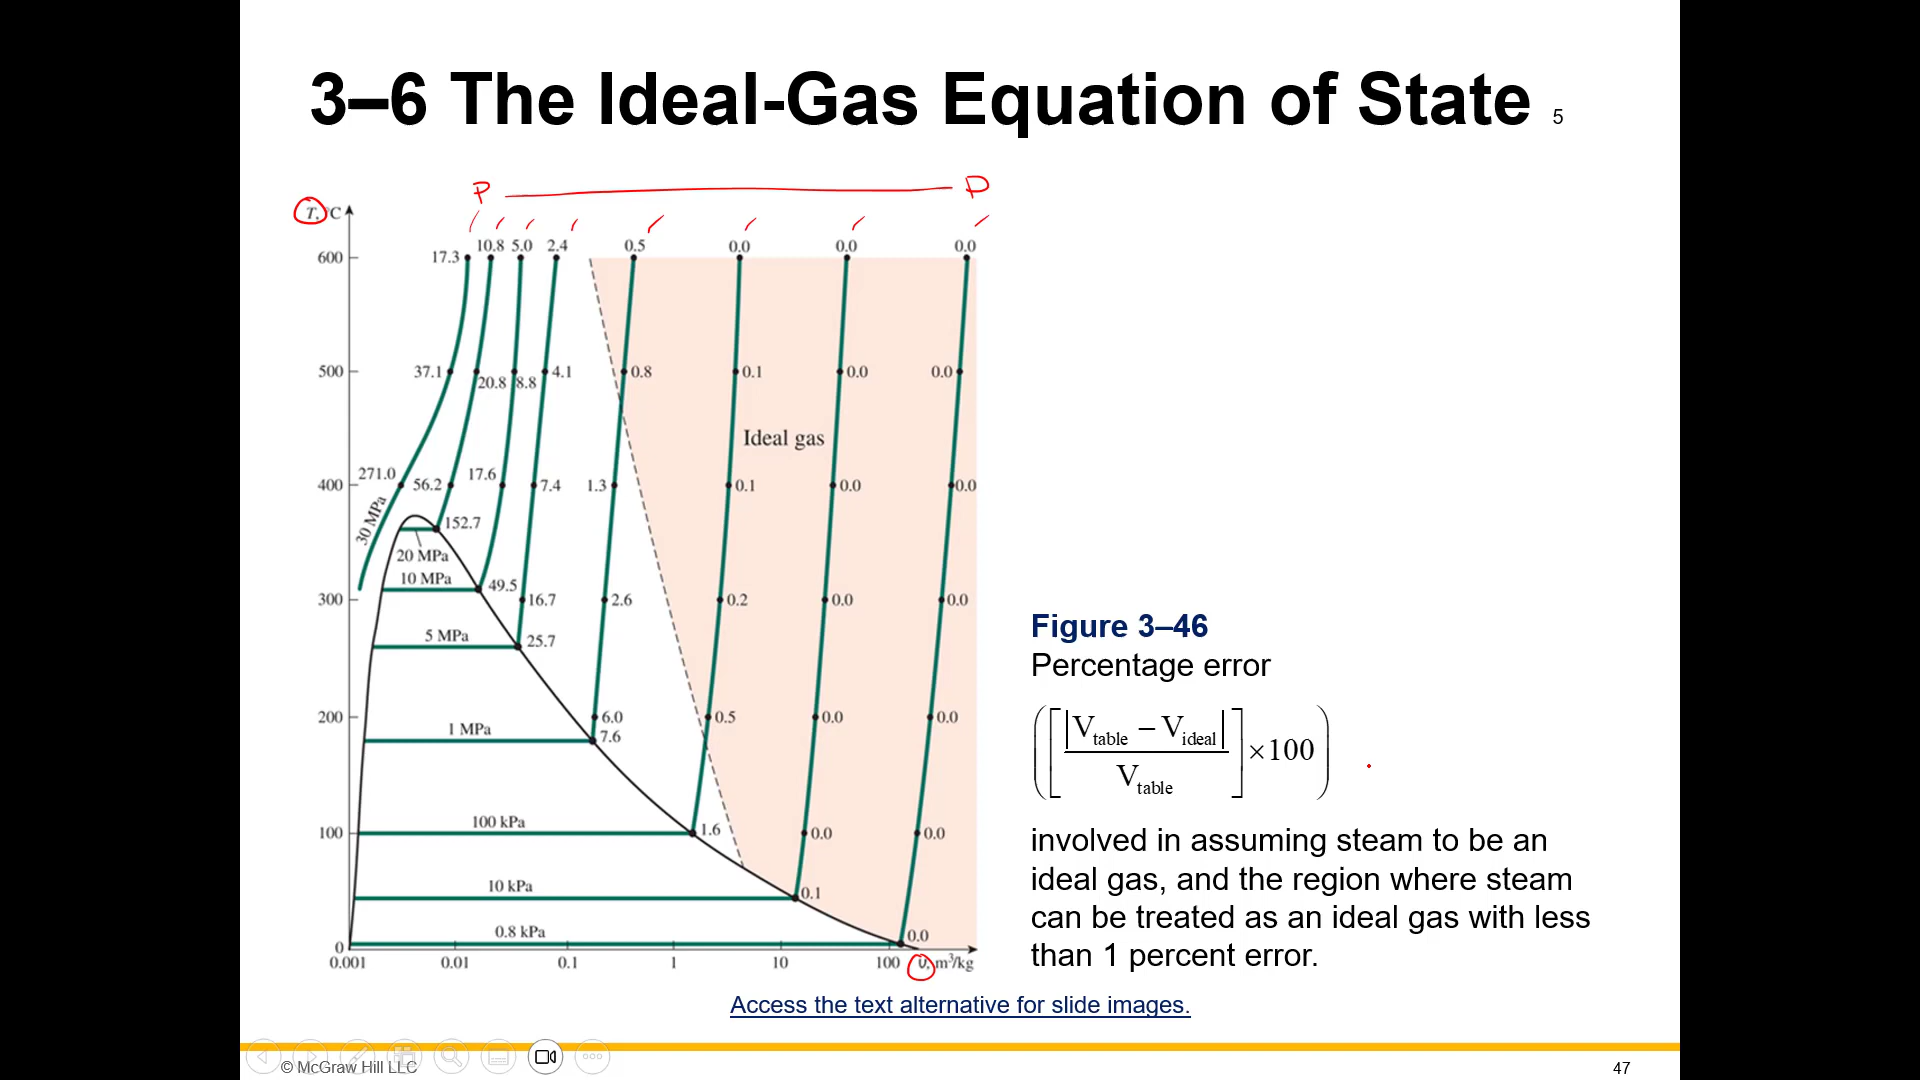 3–6 The Ideal-Gas Equation of State 5
P P
T, °C
10.8 5.0 2.4 0.5 0.0 0.0 0.0
600 17.3
500 37.1 20.8 8.8 4.1 0.8 0.1 0.0 0.0
Ideal gas
271.0 17.6
400 56.2 7.4 1.3 0.1 0.0 0.0
30 MPa
152.7
20 MPa
10 MPa 49.5
300 16.7 2.6 0.2 0.0 0.0
5 MPa 25.7
200 6.0 0.5 0.0 0.0
1 MPa 7.6
100 kPa
100 1.6 0.0 0.0
10 kPa 0.1
0.8 kPa 0.0
0
0.001 0.01 0.1 1 10 100 υ, m³/kg
Figure 3–46
Percentage error
([|Vtable – Videal| / Vtable] ×100)
involved in assuming steam to be an
ideal gas, and the region where steam
can be treated as an ideal gas with less
than 1 percent error.
Access the text alternative for slide images.
© McGraw Hill LLC
47